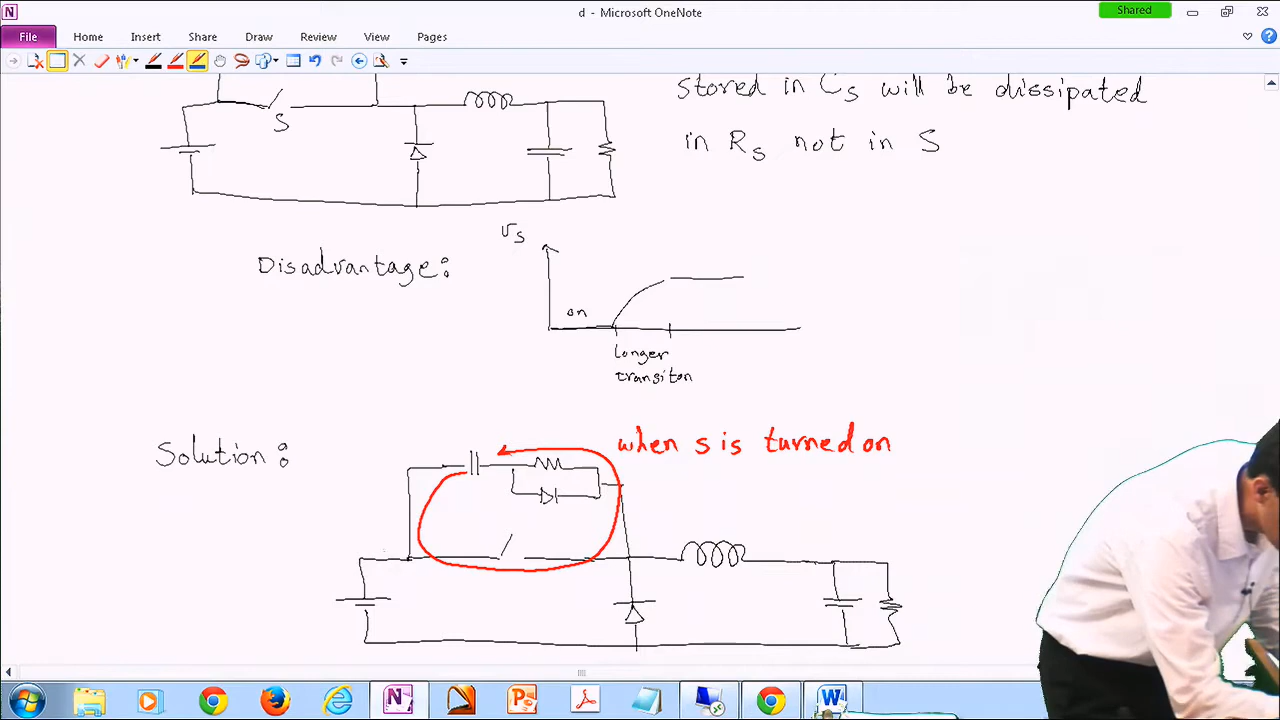 d - Microsoft OneNote
Shared
File Home Insert Share Draw Review View Pages
stored in Cs will be dissipated
in Rs not in S
S
vs
Disadvantage:
on
longer
transiton
Solution:
when s is turned on